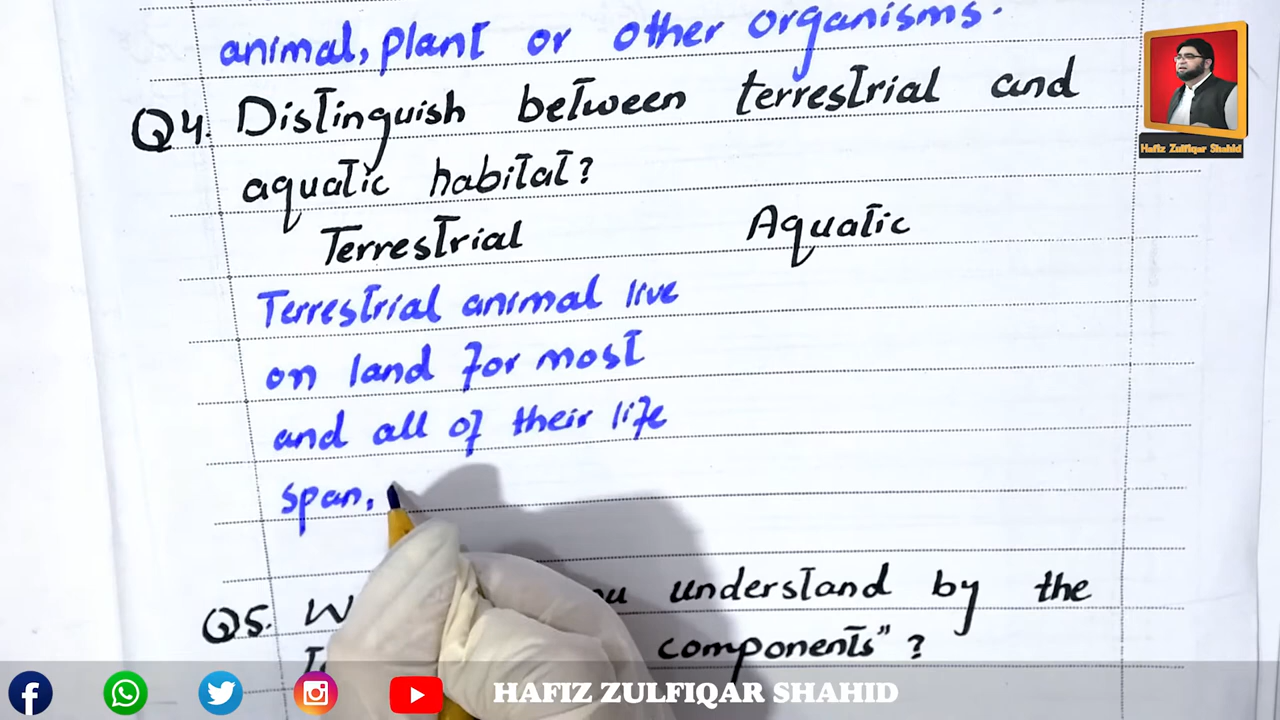 animal, plant or other organisms.
Q4. Distinguish between terrestrial and
aquatic habitat?
Terrestrial Aquatic
Terrestrial animal live
on land for most
and all of their life
span,
Q5. understand by the
components"?
Hafiz Zulfiqar Shahid
HAFIZ ZULFIQAR SHAHID